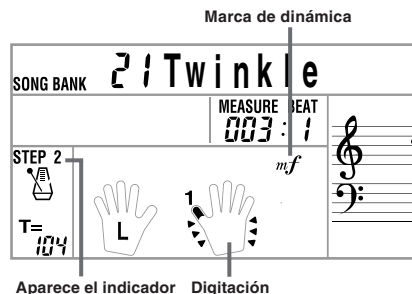 Marca de dinámica
SONG BANK 21 Twinkle
MEASURE BEAT
003 : 1
STEP 2
mf
1
L
T=
104
Aparece el indicador Digitación